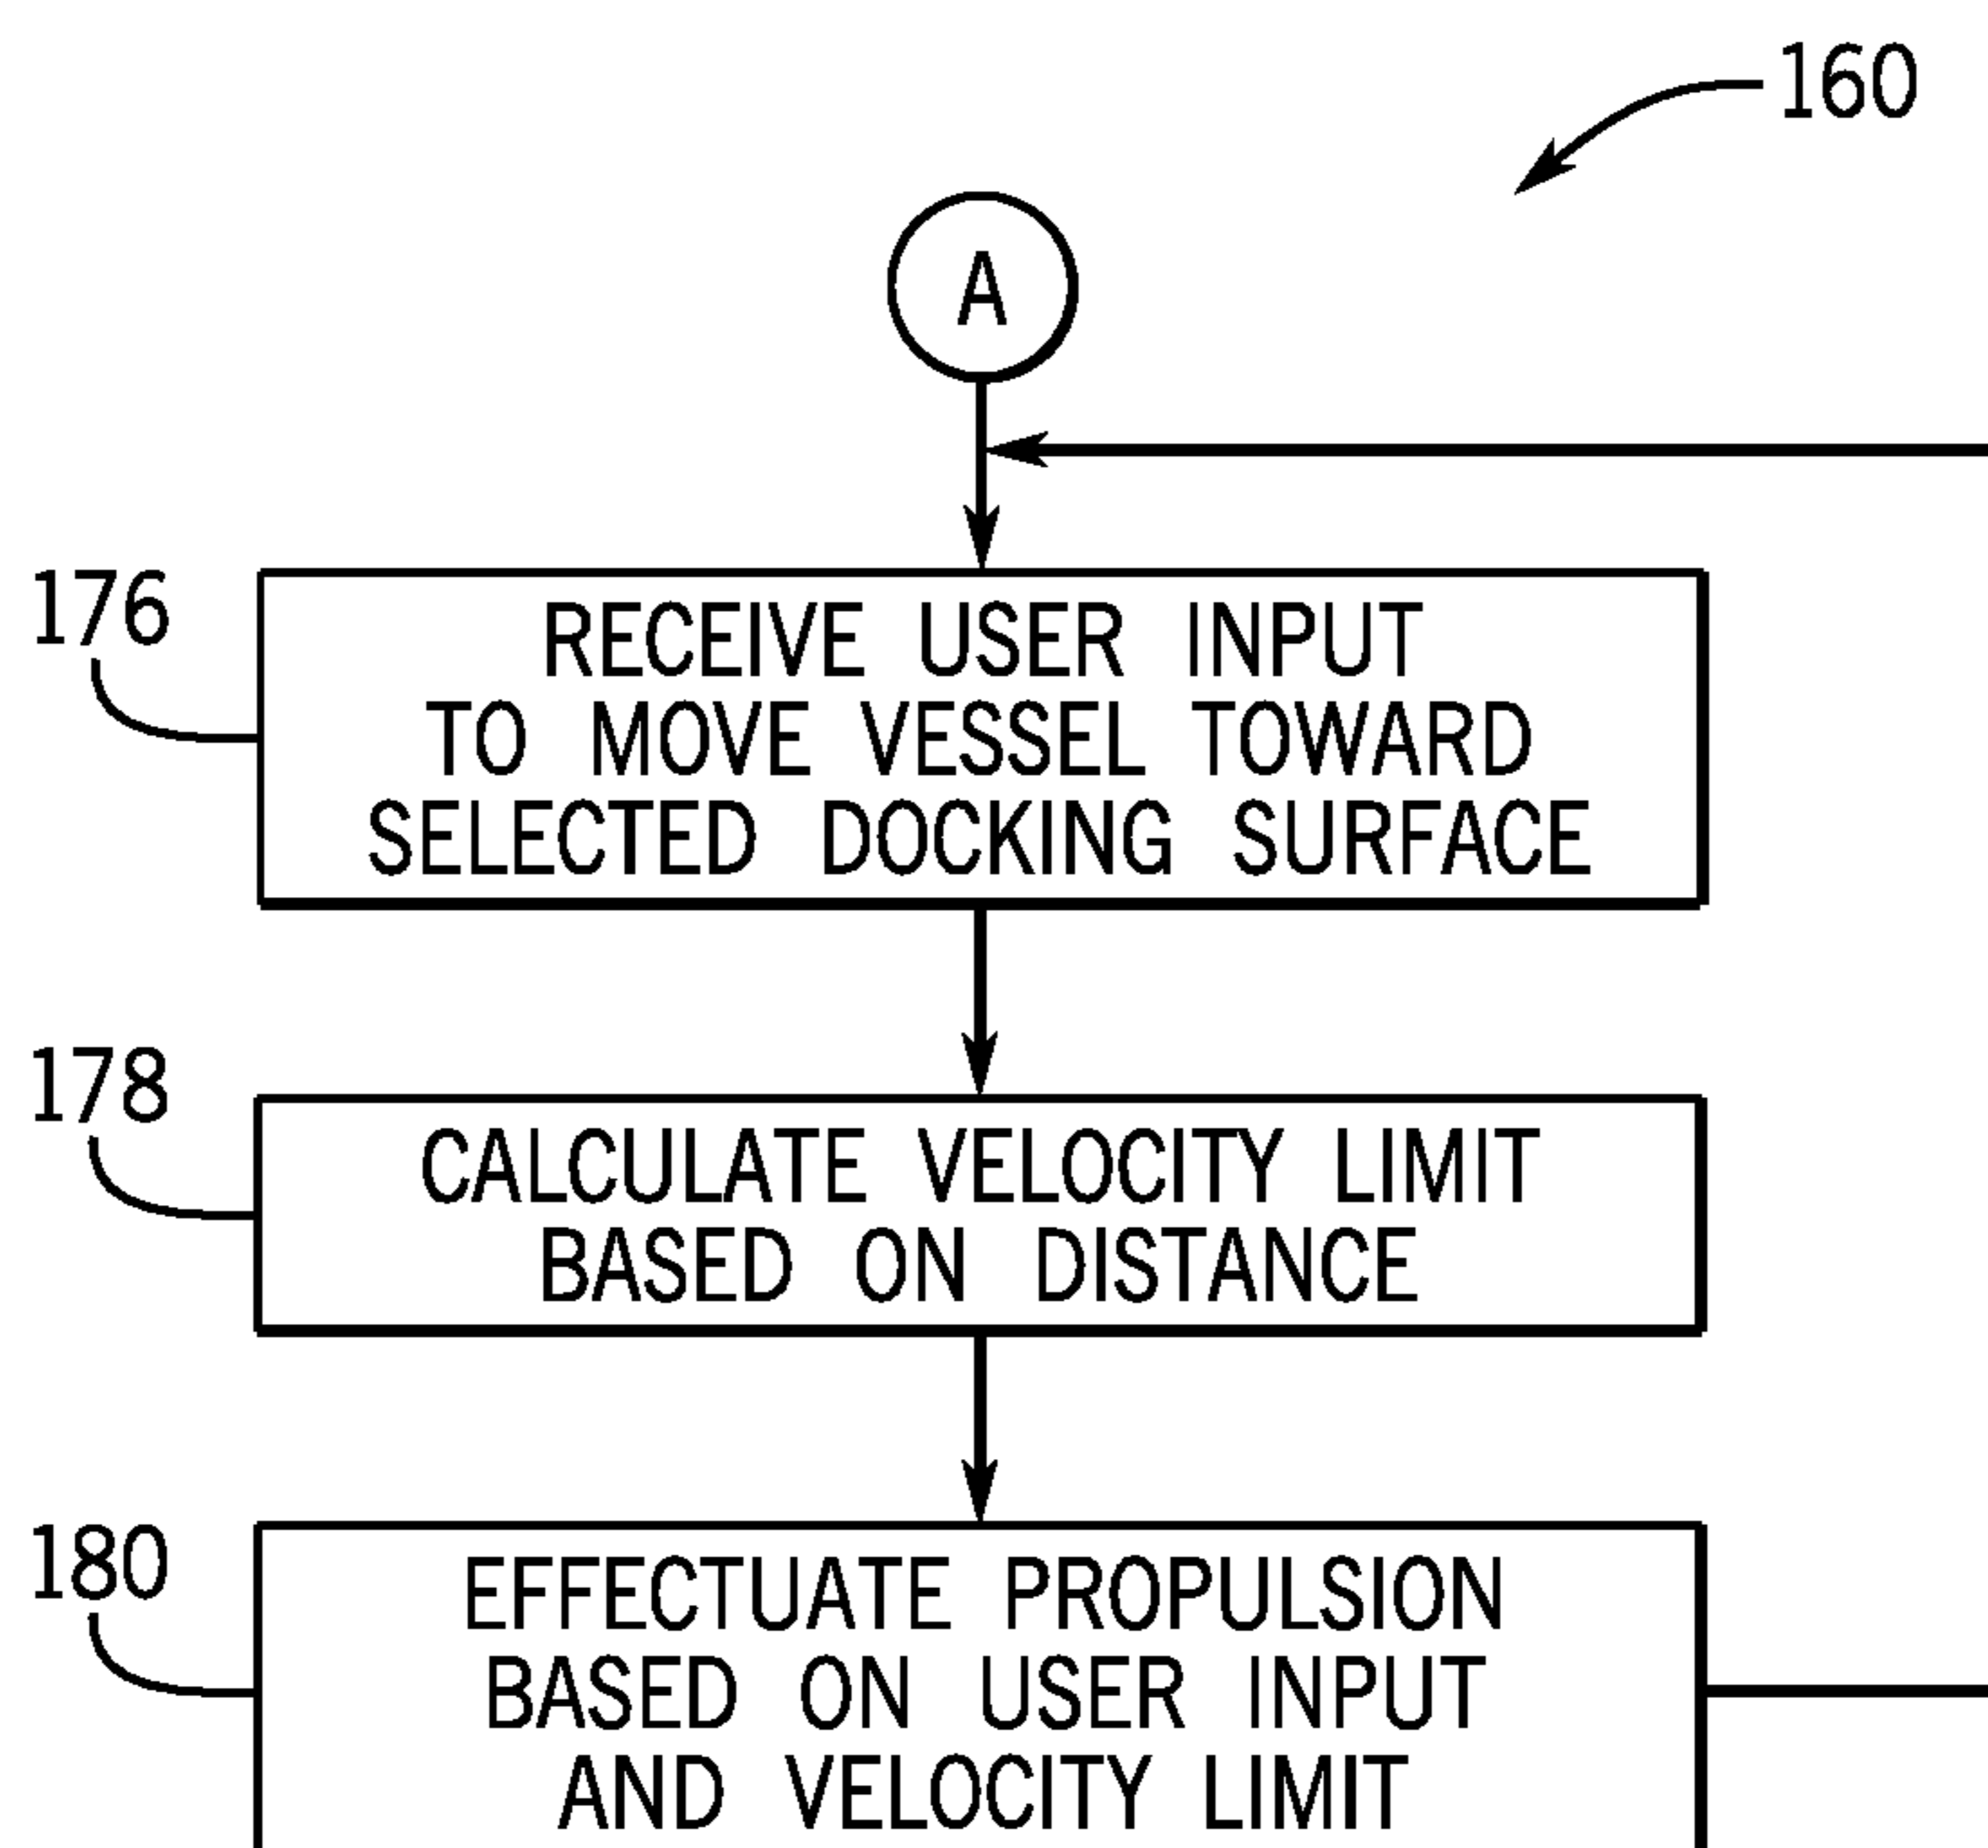 160
A
176
RECEIVE USER INPUT
TO MOVE VESSEL TOWARD
SELECTED DOCKING SURFACE
178
CALCULATE VELOCITY LIMIT
BASED ON DISTANCE
180
EFFECTUATE PROPULSION
BASED ON USER INPUT
AND VELOCITY LIMIT